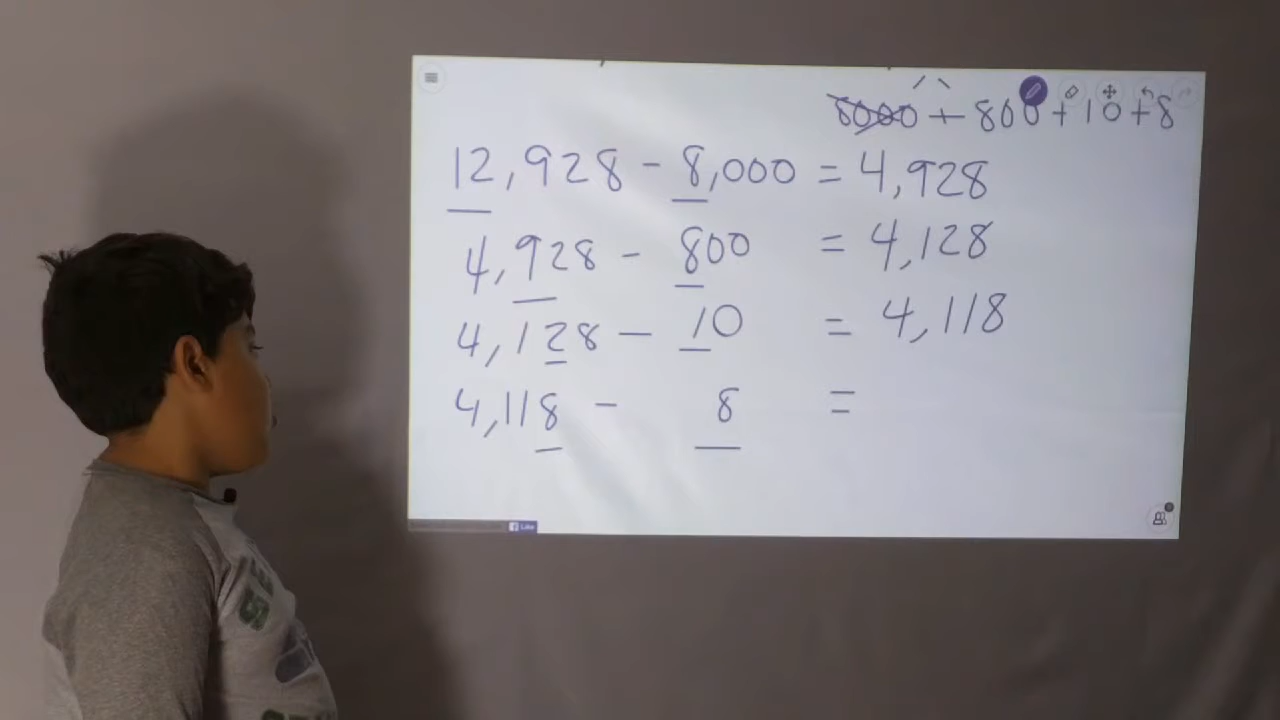 8000 + 800 + 10 + 8
12,928 - 8,000 = 4,928
4,928 - 800 = 4,128
4,128 - 10 = 4,118
4,118 - 8 =
Like